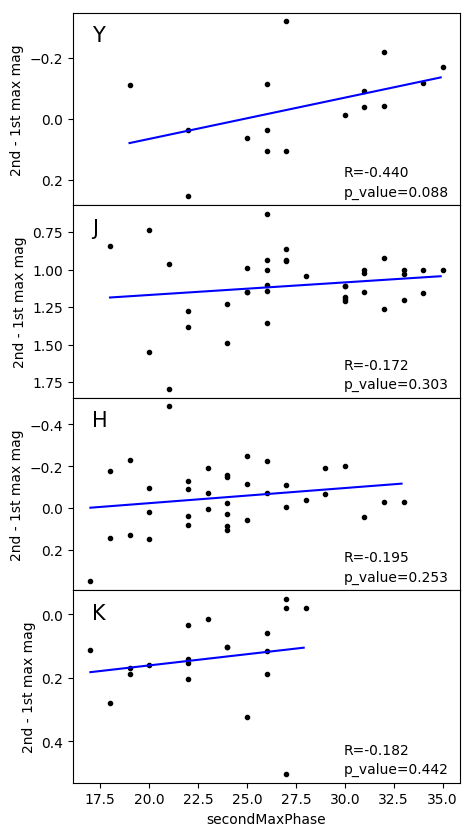 Y
2nd - 1st max mag
−0.2
0.0
0.2
R=-0.440
p_value=0.088
J
2nd - 1st max mag
0.75
1.00
1.25
1.50
1.75
R=-0.172
p_value=0.303
H
2nd - 1st max mag
−0.4
−0.2
0.0
0.2
R=-0.195
p_value=0.253
K
2nd - 1st max mag
0.0
0.2
0.4
R=-0.182
p_value=0.442
17.5 20.0 22.5 25.0 27.5 30.0 32.5 35.0
secondMaxPhase